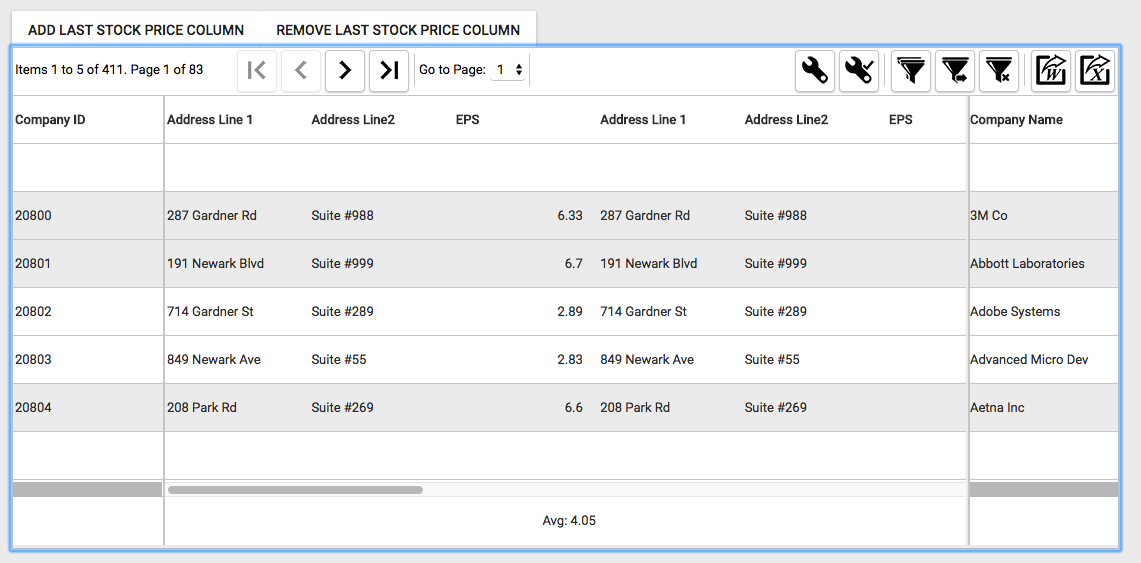 ADD LAST STOCK PRICE COLUMN REMOVE LAST STOCK PRICE COLUMN
Items 1 to 5 of 411. Page 1 of 83 Go to Page: 1 W X
Company ID Address Line 1 Address Line2 EPS Address Line 1 Address Line2 EPS Company Name
20800 287 Gardner Rd Suite #988 6.33 287 Gardner Rd Suite #988 3M Co
20801 191 Newark Blvd Suite #999 6.7 191 Newark Blvd Suite #999 Abbott Laboratories
20802 714 Gardner St Suite #289 2.89 714 Gardner St Suite #289 Adobe Systems
20803 849 Newark Ave Suite #55 2.83 849 Newark Ave Suite #55 Advanced Micro Dev
20804 208 Park Rd Suite #269 6.6 208 Park Rd Suite #269 Aetna Inc
Avg: 4.05